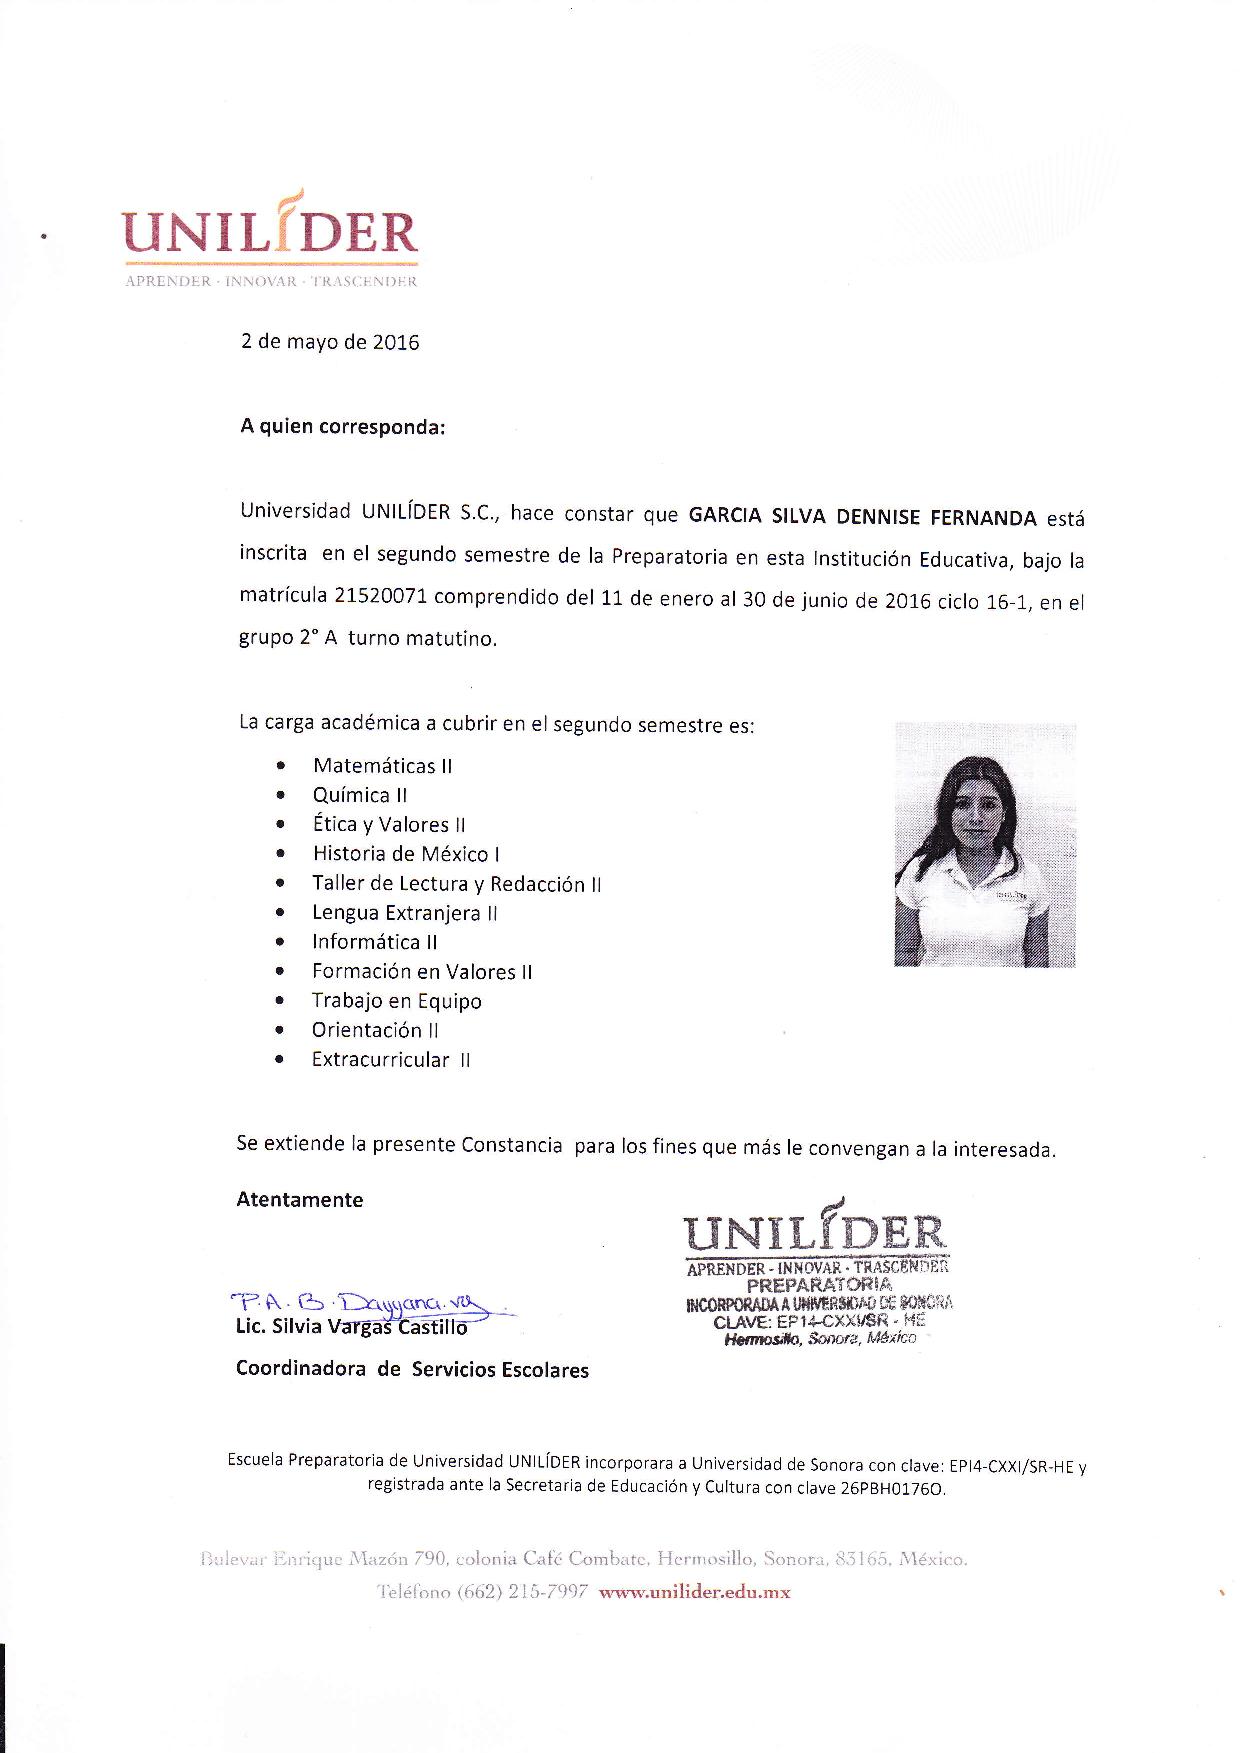 UNILÍDER
APRENDER · INNOVAR · TRASCENDER
2 de mayo de 2016
A quien corresponda:
Universidad UNILÍDER S.C., hace constar que GARCIA SILVA DENNISE FERNANDA está
inscrita en el segundo semestre de la Preparatoria en esta Institución Educativa, bajo la
matrícula 21520071 comprendido del 11 de enero al 30 de junio de 2016 ciclo 16-1, en el
grupo 2° A turno matutino.
La carga académica a cubrir en el segundo semestre es:
• Matemáticas II
• Química II
• Ética y Valores II
• Historia de México I
• Taller de Lectura y Redacción II
• Lengua Extranjera II
• Informática II
• Formación en Valores II
• Trabajo en Equipo
• Orientación II
• Extracurricular II
Se extiende la presente Constancia para los fines que más le convengan a la interesada.
Atentamente
UNILÍDER
APRENDER - INNOVAR - TRASCENDER
PREPARATORIA
INCORPORADA A UNIVERSIDAD DE SONORA
CLAVE: EP14-CXXI/SR - HE
Hermosillo, Sonora, México
P.A. B. Dayyana
Lic. Silvia Vargas Castillo
Coordinadora de Servicios Escolares
Escuela Preparatoria de Universidad UNILÍDER incorporara a Universidad de Sonora con clave: EPI4-CXXI/SR-HE y
registrada ante la Secretaria de Educación y Cultura con clave 26PBH0176O.
Bulevar Enrique Mazón 790, colonia Café Combate, Hermosillo, Sonora, 83165, México.
Teléfono (662) 215-7997 www.unilider.edu.mx